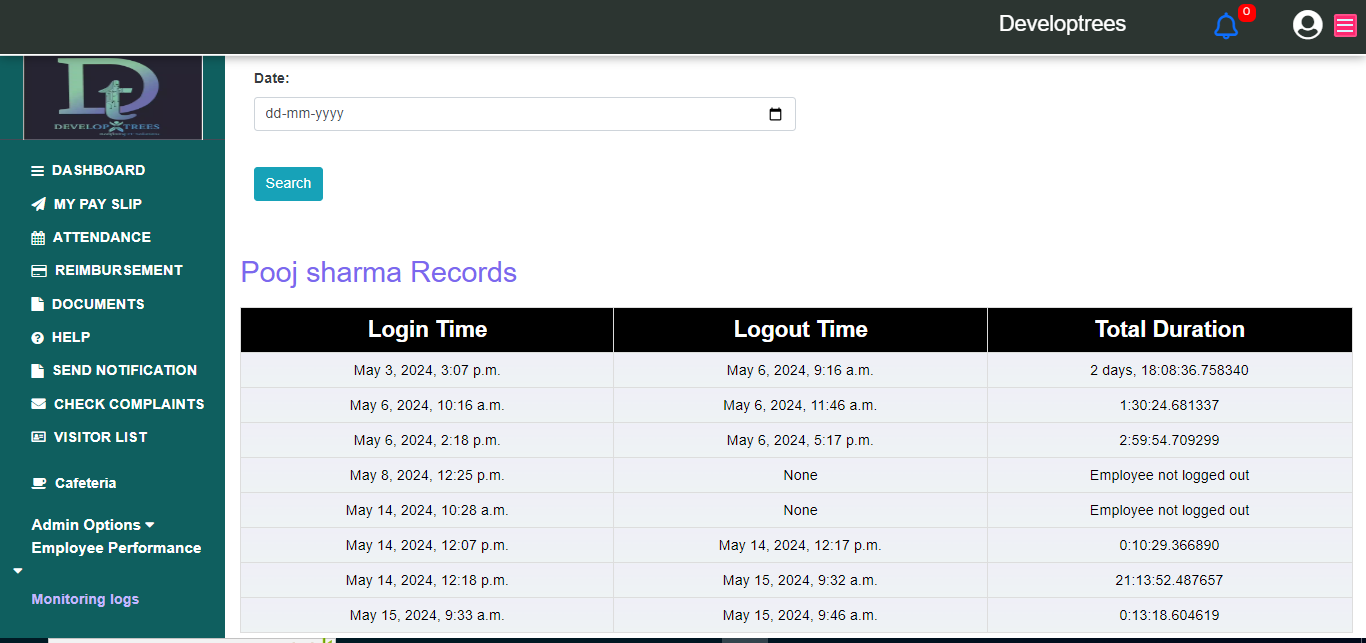 Developtrees
0
Dt
DEVELOP TREES
DASHBOARD
MY PAY SLIP
ATTENDANCE
REIMBURSEMENT
DOCUMENTS
HELP
SEND NOTIFICATION
CHECK COMPLAINTS
VISITOR LIST
Cafeteria
Admin Options
Employee Performance
Monitoring logs
Date:
dd-mm-yyyy
Search
Pooj sharma Records
Login Time Logout Time Total Duration
May 3, 2024, 3:07 p.m. May 6, 2024, 9:16 a.m. 2 days, 18:08:36.758340
May 6, 2024, 10:16 a.m. May 6, 2024, 11:46 a.m. 1:30:24.681337
May 6, 2024, 2:18 p.m. May 6, 2024, 5:17 p.m. 2:59:54.709299
May 8, 2024, 12:25 p.m. None Employee not logged out
May 14, 2024, 10:28 a.m. None Employee not logged out
May 14, 2024, 12:07 p.m. May 14, 2024, 12:17 p.m. 0:10:29.366890
May 14, 2024, 12:18 p.m. May 15, 2024, 9:32 a.m. 21:13:52.487657
May 15, 2024, 9:33 a.m. May 15, 2024, 9:46 a.m. 0:13:18.604619